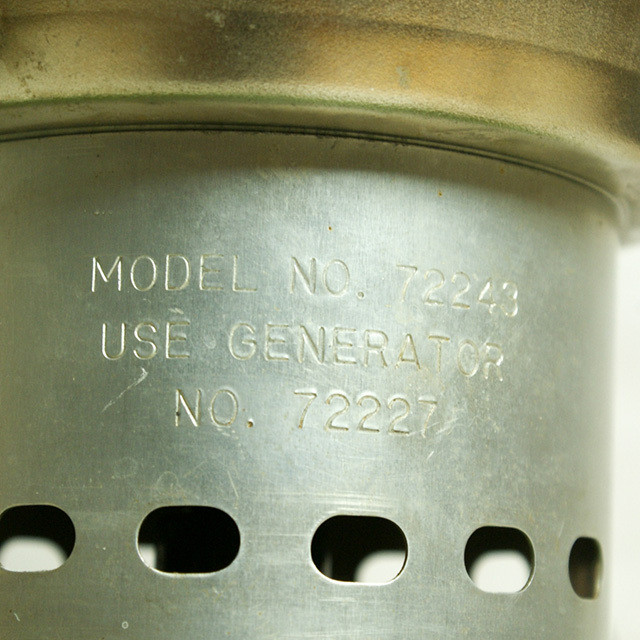 MODEL NO. 72243
USE GENERATOR
NO. 72227